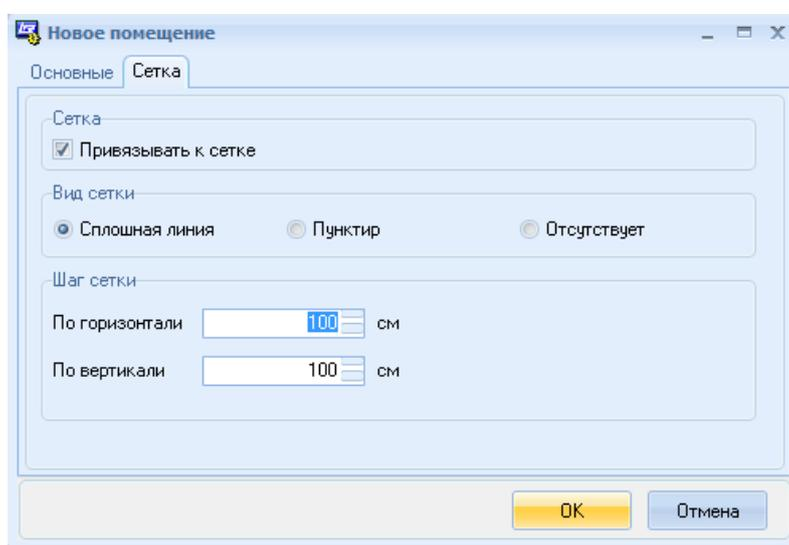 Новое помещение
Основные Сетка
Сетка
Привязывать к сетке
Вид сетки
Сплошная линия Пунктир Отсутствует
Шаг сетки
По горизонтали 100 см
По вертикали 100 см
OK Отмена